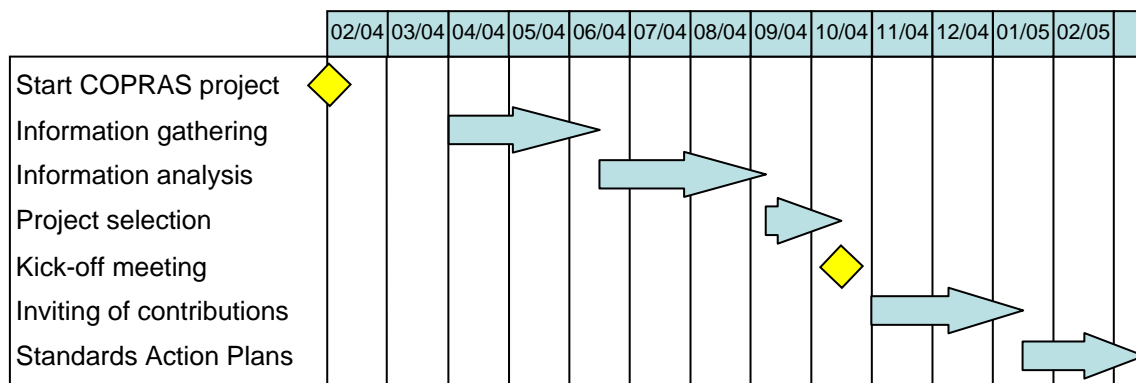 02/04 03/04 04/04 05/04 06/04 07/04 08/04 09/04 10/04 11/04 12/04 01/05 02/05
Start COPRAS project
Information gathering
Information analysis
Project selection
Kick-off meeting
Inviting of contributions
Standards Action Plans